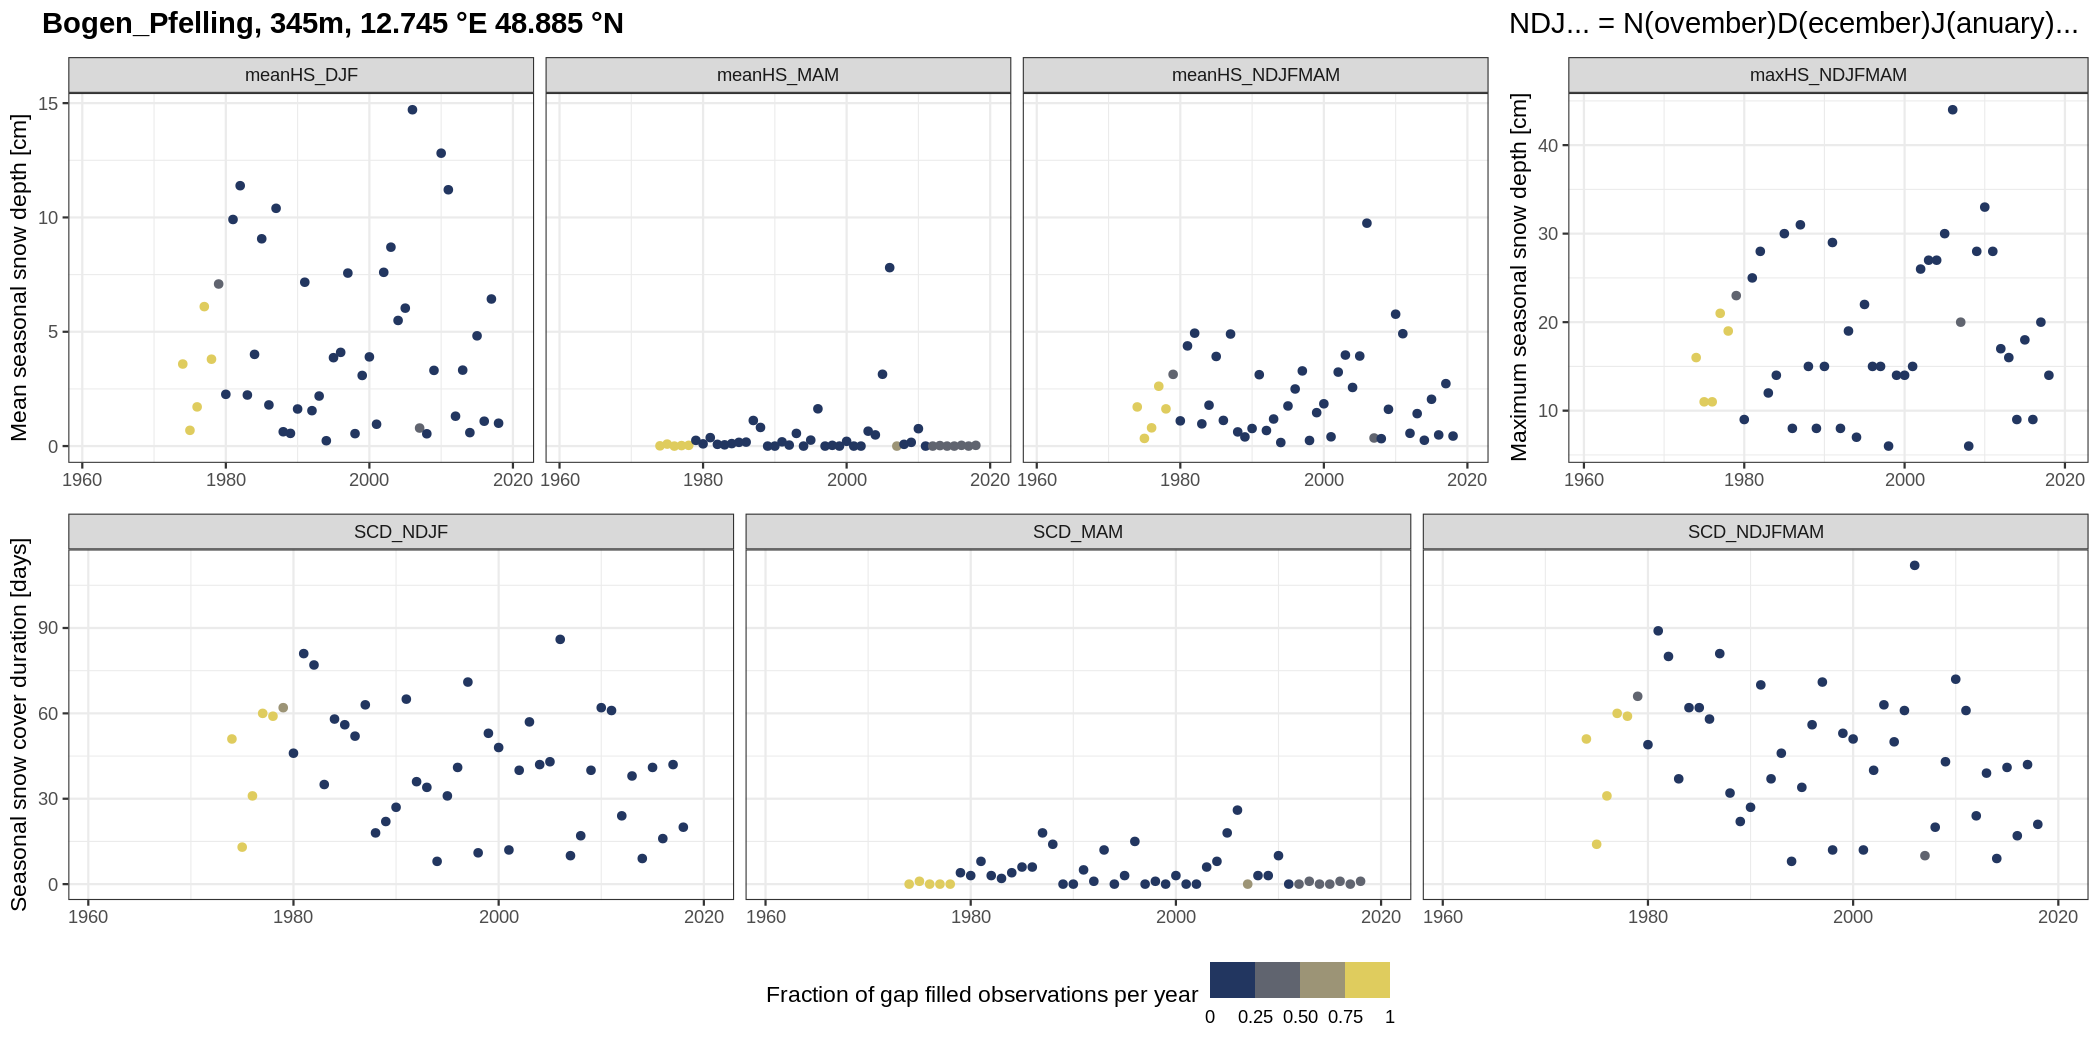 Bogen_Pfelling, 345m, 12.745 °E 48.885 °N
NDJ... = N(ovember)D(ecember)J(anuary)...
meanHS_DJF
meanHS_MAM
meanHS_NDJFMAM
maxHS_NDJFMAM
Mean seasonal snow depth [cm]
15
10
5
0
1960 1980 2000 2020
1960 1980 2000 2020
1960 1980 2000 2020
Maximum seasonal snow depth [cm]
40
30
20
10
1960 1980 2000 2020
SCD_NDJF
SCD_MAM
SCD_NDJFMAM
Seasonal snow cover duration [days]
90
60
30
0
1960 1980 2000 2020
1960 1980 2000 2020
1960 1980 2000 2020
Fraction of gap filled observations per year
0 0.25 0.50 0.75 1